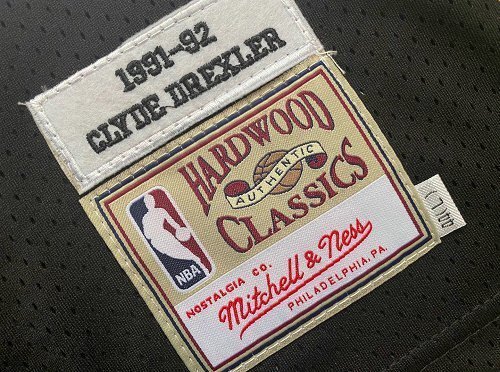 1991-92
CLYDE DREXLER
HARDWOOD
AUTHENTIC
CLASSICS
NBA
NOSTALGIA CO.
Mitchell & Ness
PHILADELPHIA, PA.